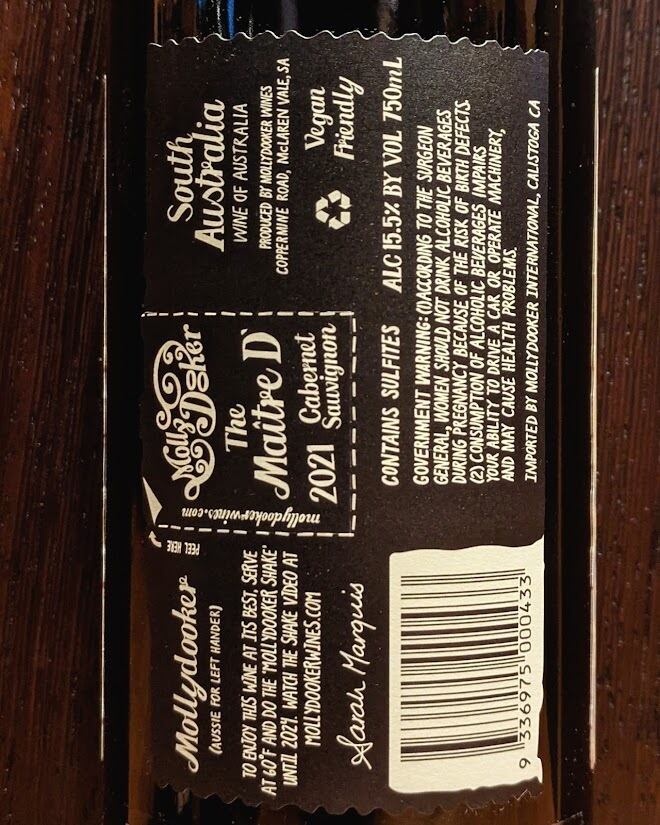 Mollydooker
(AUSSIE FOR LEFT HANDER)
TO ENJOY THIS WINE AT ITS BEST, SERVE
AT 60°F AND DO THE "MOLLYDOOKER SHAKE"
UNTIL WATCH THE SHAKE VIDEO AT
MOLLYDOOKERWINES.COM
Sarah Marquis
9 336975 000433
PEEL HERE
mollydookerwines.com
Molly
Dooker
The
Maître D'
2021 Cabernet
Sauvignon
South
Australia
WINE OF AUSTRALIA
PRODUCED BY MOLLYDOOKER WINES
COPPERMINE ROAD, McLAREN VALE, SA
Vegan
Friendly
CONTAINS SULFITES ALC 15.5% BY VOL 750mL
GOVERNMENT WARNING: (1) ACCORDING TO THE SURGEON
GENERAL, WOMEN SHOULD NOT DRINK ALCOHOLIC BEVERAGES
DURING PREGNANCY BECAUSE OF THE RISK OF BIRTH DEFECTS.
(2) CONSUMPTION OF ALCOHOLIC BEVERAGES IMPAIRS
YOUR ABILITY TO DRIVE A CAR OR OPERATE MACHINERY,
AND MAY CAUSE HEALTH PROBLEMS.
IMPORTED BY MOLLYDOOKER INTERNATIONAL, CALISTOGA CA